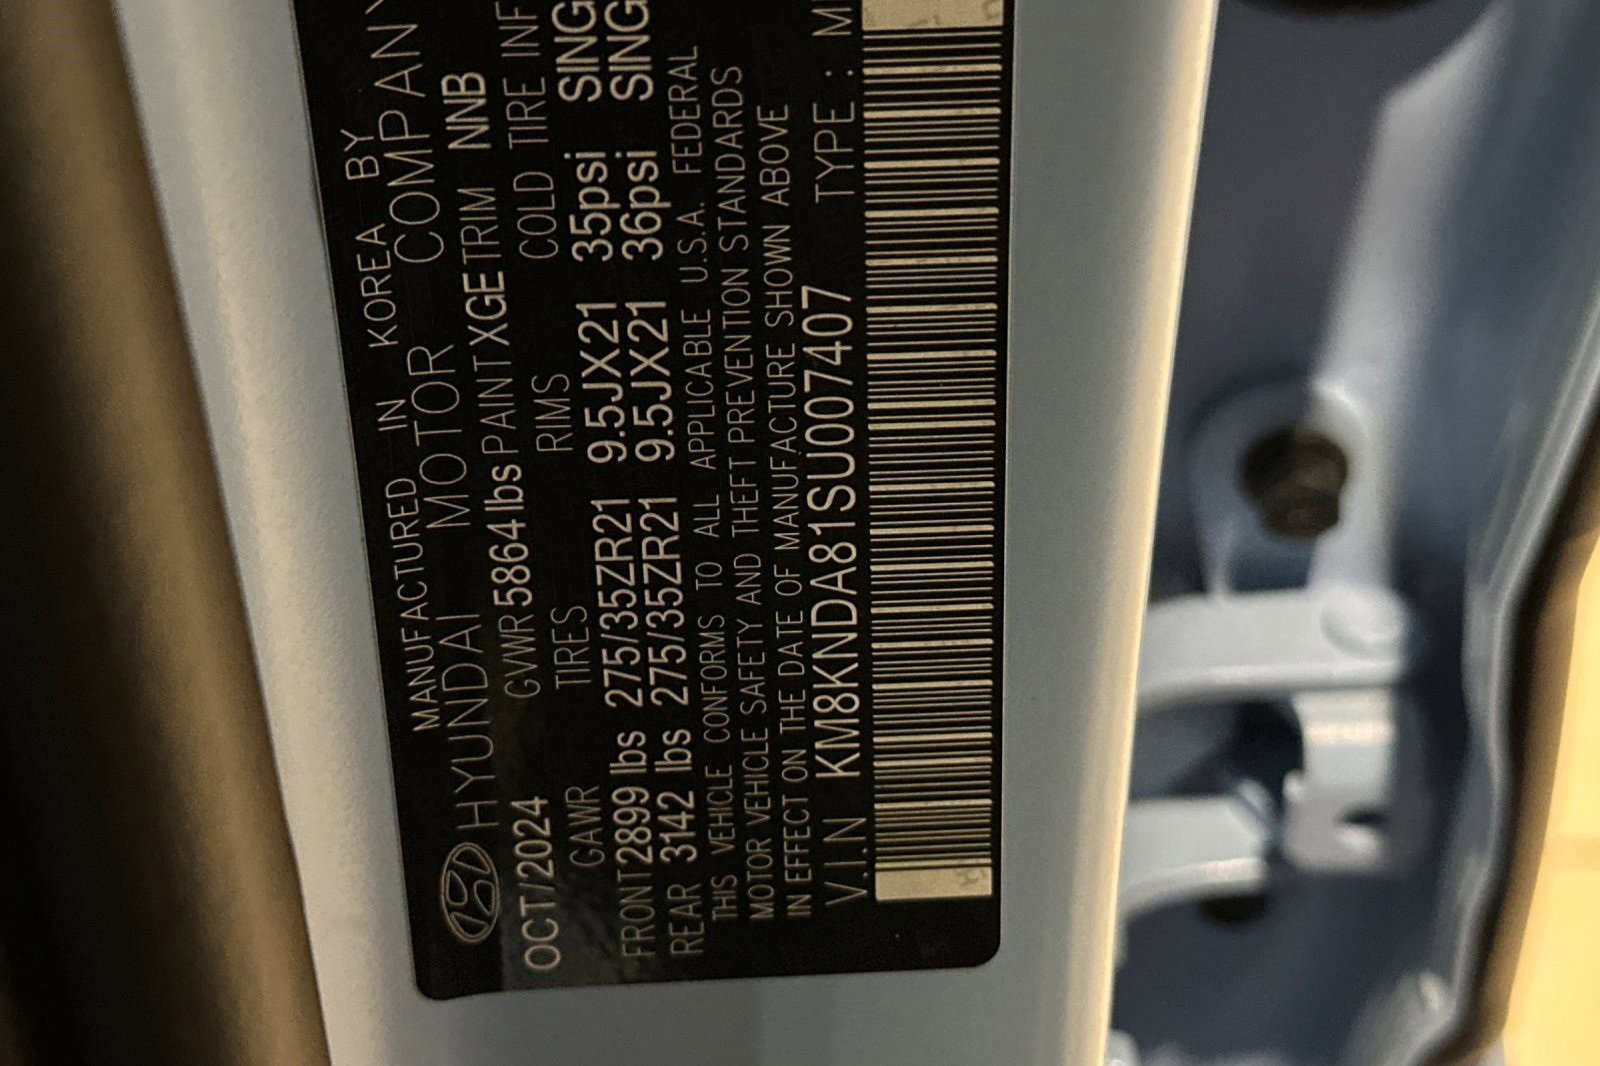 MANUFACTURED IN KOREA BY
HYUNDAI MOTOR COMPANY
OCT/2024 GVWR 5864lbs PAINT XGE TRIM NNB
GAWR TIRES RIMS COLD TIRE INF
FRONT 2899 lbs 275/35ZR21 9.5JX21 35psi SING
REAR 3142 lbs 275/35ZR21 9.5JX21 36psi SING
THIS VEHICLE CONFORMS TO ALL APPLICABLE U.S.A. FEDERAL
MOTOR VEHICLE SAFETY AND THEFT PREVENTION STANDARDS
IN EFFECT ON THE DATE OF MANUFACTURE SHOWN ABOVE
V.I.N KM8KNDA81SU007407 TYPE : M